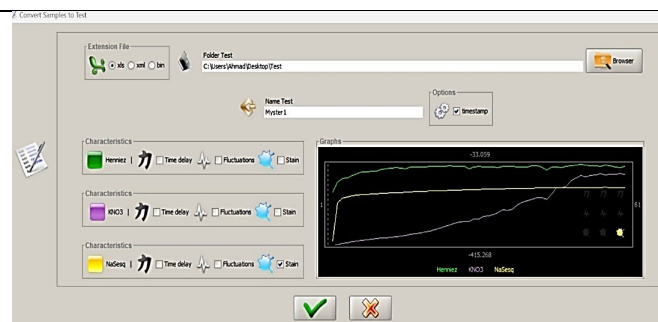 Convert Samples to Test
Extension File
xls xml bin
Folder Test
C:\Users\Ahmad\Desktop\Test
Browser
Name Test
Myster1
Options
timestamp
Characteristics
Henniez | Time delay Fluctuations Stain
Characteristics
KNO3 | Time delay Fluctuations Stain
Characteristics
NaSesq | Time delay Fluctuations Stain
Graphs
-33.059
1 61
-415.268
Henniez KNO3 NaSesq